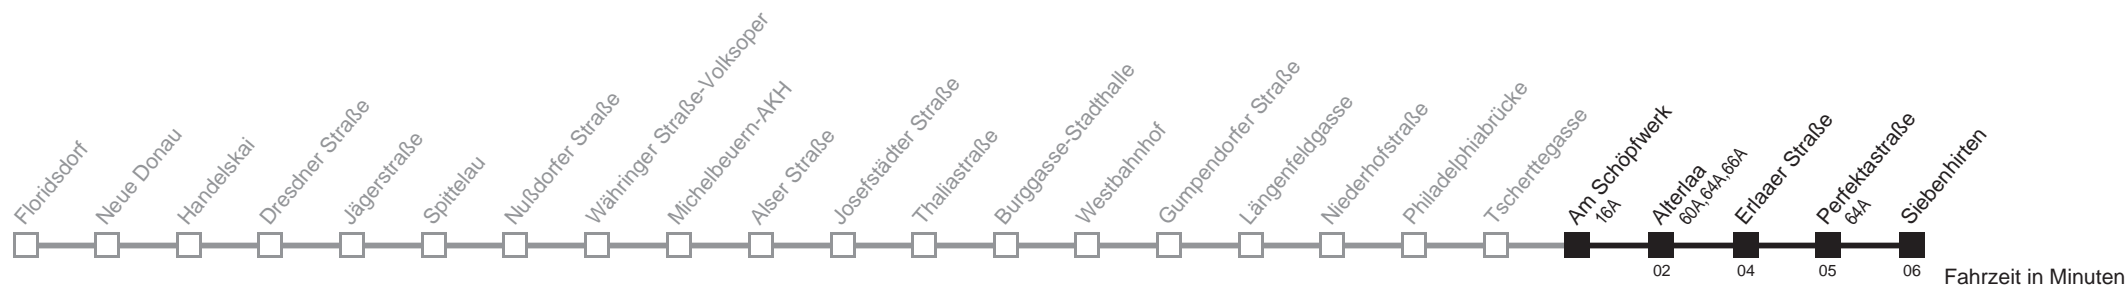 Floridsdorf
Neue Donau
Handelskai
Dresdner Straße
Jägerstraße
Spittelau
Nußdorfer Straße
Währinger Straße-Volksoper
Michelbeuern-AKH
Alser Straße
Josefstädter Straße
Thaliastraße
Burggasse-Stadthalle
Westbahnhof
Gumpendorfer Straße
Längenfeldgasse
Niederhofstraße
Philadelphiabrücke
Tscherttegasse
Am Schöpfwerk
16A
Alterlaa
60A,64A,66A
Erlaaer Straße
Perfektastraße
64A
Siebenhirten
02
04
05
06
Fahrzeit in Minuten